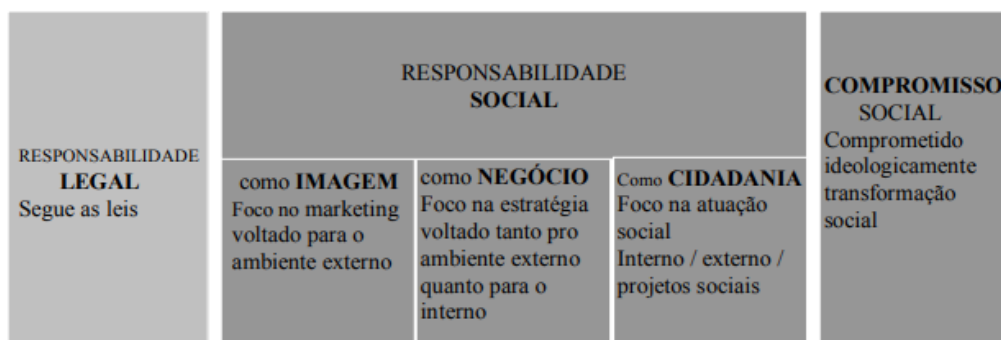 RESPONSABILIDADE
LEGAL
Segue as leis
RESPONSABILIDADE
SOCIAL
como IMAGEM
Foco no marketing
voltado para o
ambiente externo
como NEGÓCIO
Foco na estratégia
voltado tanto pro
ambiente externo
quanto para o
interno
Como CIDADANIA
Foco na atuação
social
Interno / externo /
projetos sociais
COMPROMISSO
SOCIAL
Comprometido
ideologicamente
transformação
social